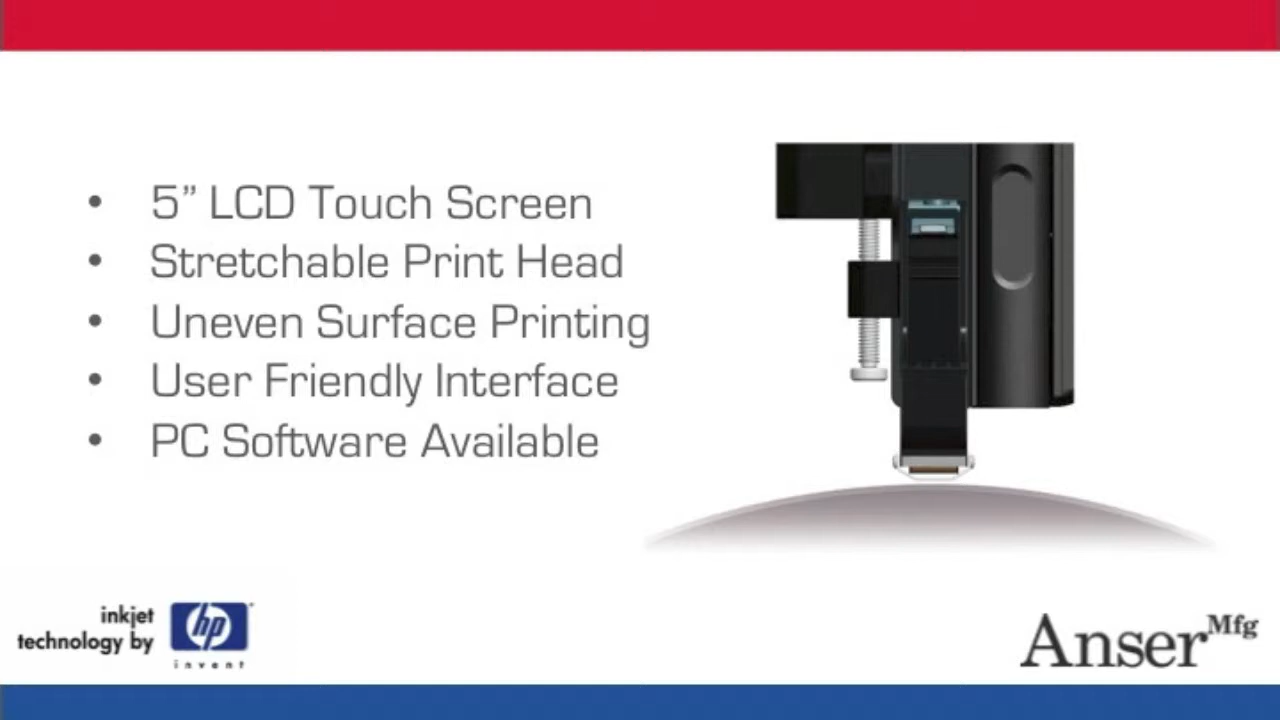 • 5” LCD Touch Screen
• Stretchable Print Head
• Uneven Surface Printing
• User Friendly Interface
• PC Software Available
inkjet
technology by
hp
invent
Anser Mfg